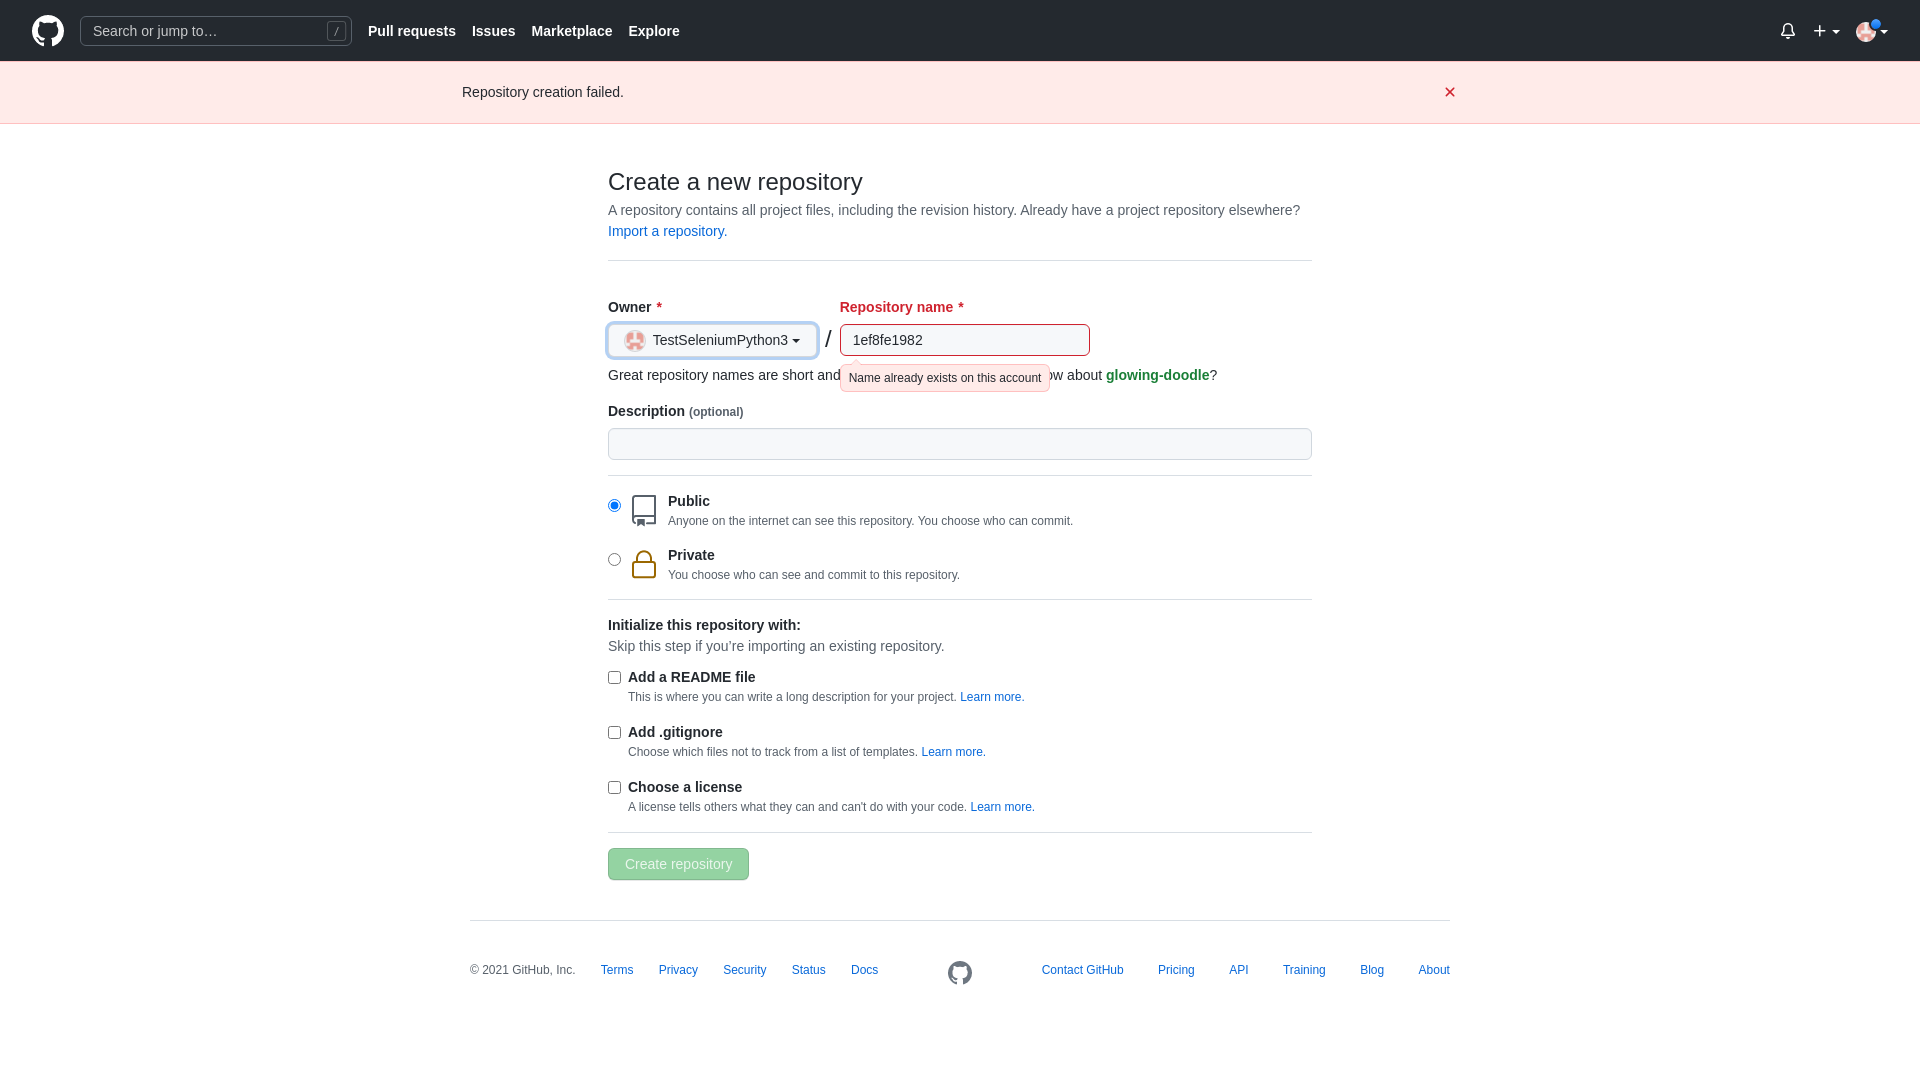 Search or jump to…
/
Pull requests
Issues
Marketplace
Explore
Repository creation failed.
Create a new repository
A repository contains all project files, including the revision history. Already have a project repository elsewhere?
Import a repository.
Owner *
Repository name *
TestSeleniumPython3
/
1ef8fe1982
Great repository names are short and
Name already exists on this account
about glowing-doodle?
Description (optional)
Public
Anyone on the internet can see this repository. You choose who can commit.
Private
You choose who can see and commit to this repository.
Initialize this repository with:
Skip this step if you’re importing an existing repository.
Add a README file
This is where you can write a long description for your project. Learn more.
Add .gitignore
Choose which files not to track from a list of templates. Learn more.
Choose a license
A license tells others what they can and can't do with your code. Learn more.
Create repository
© 2021 GitHub, Inc.
Terms
Privacy
Security
Status
Docs
Contact GitHub
Pricing
API
Training
Blog
About